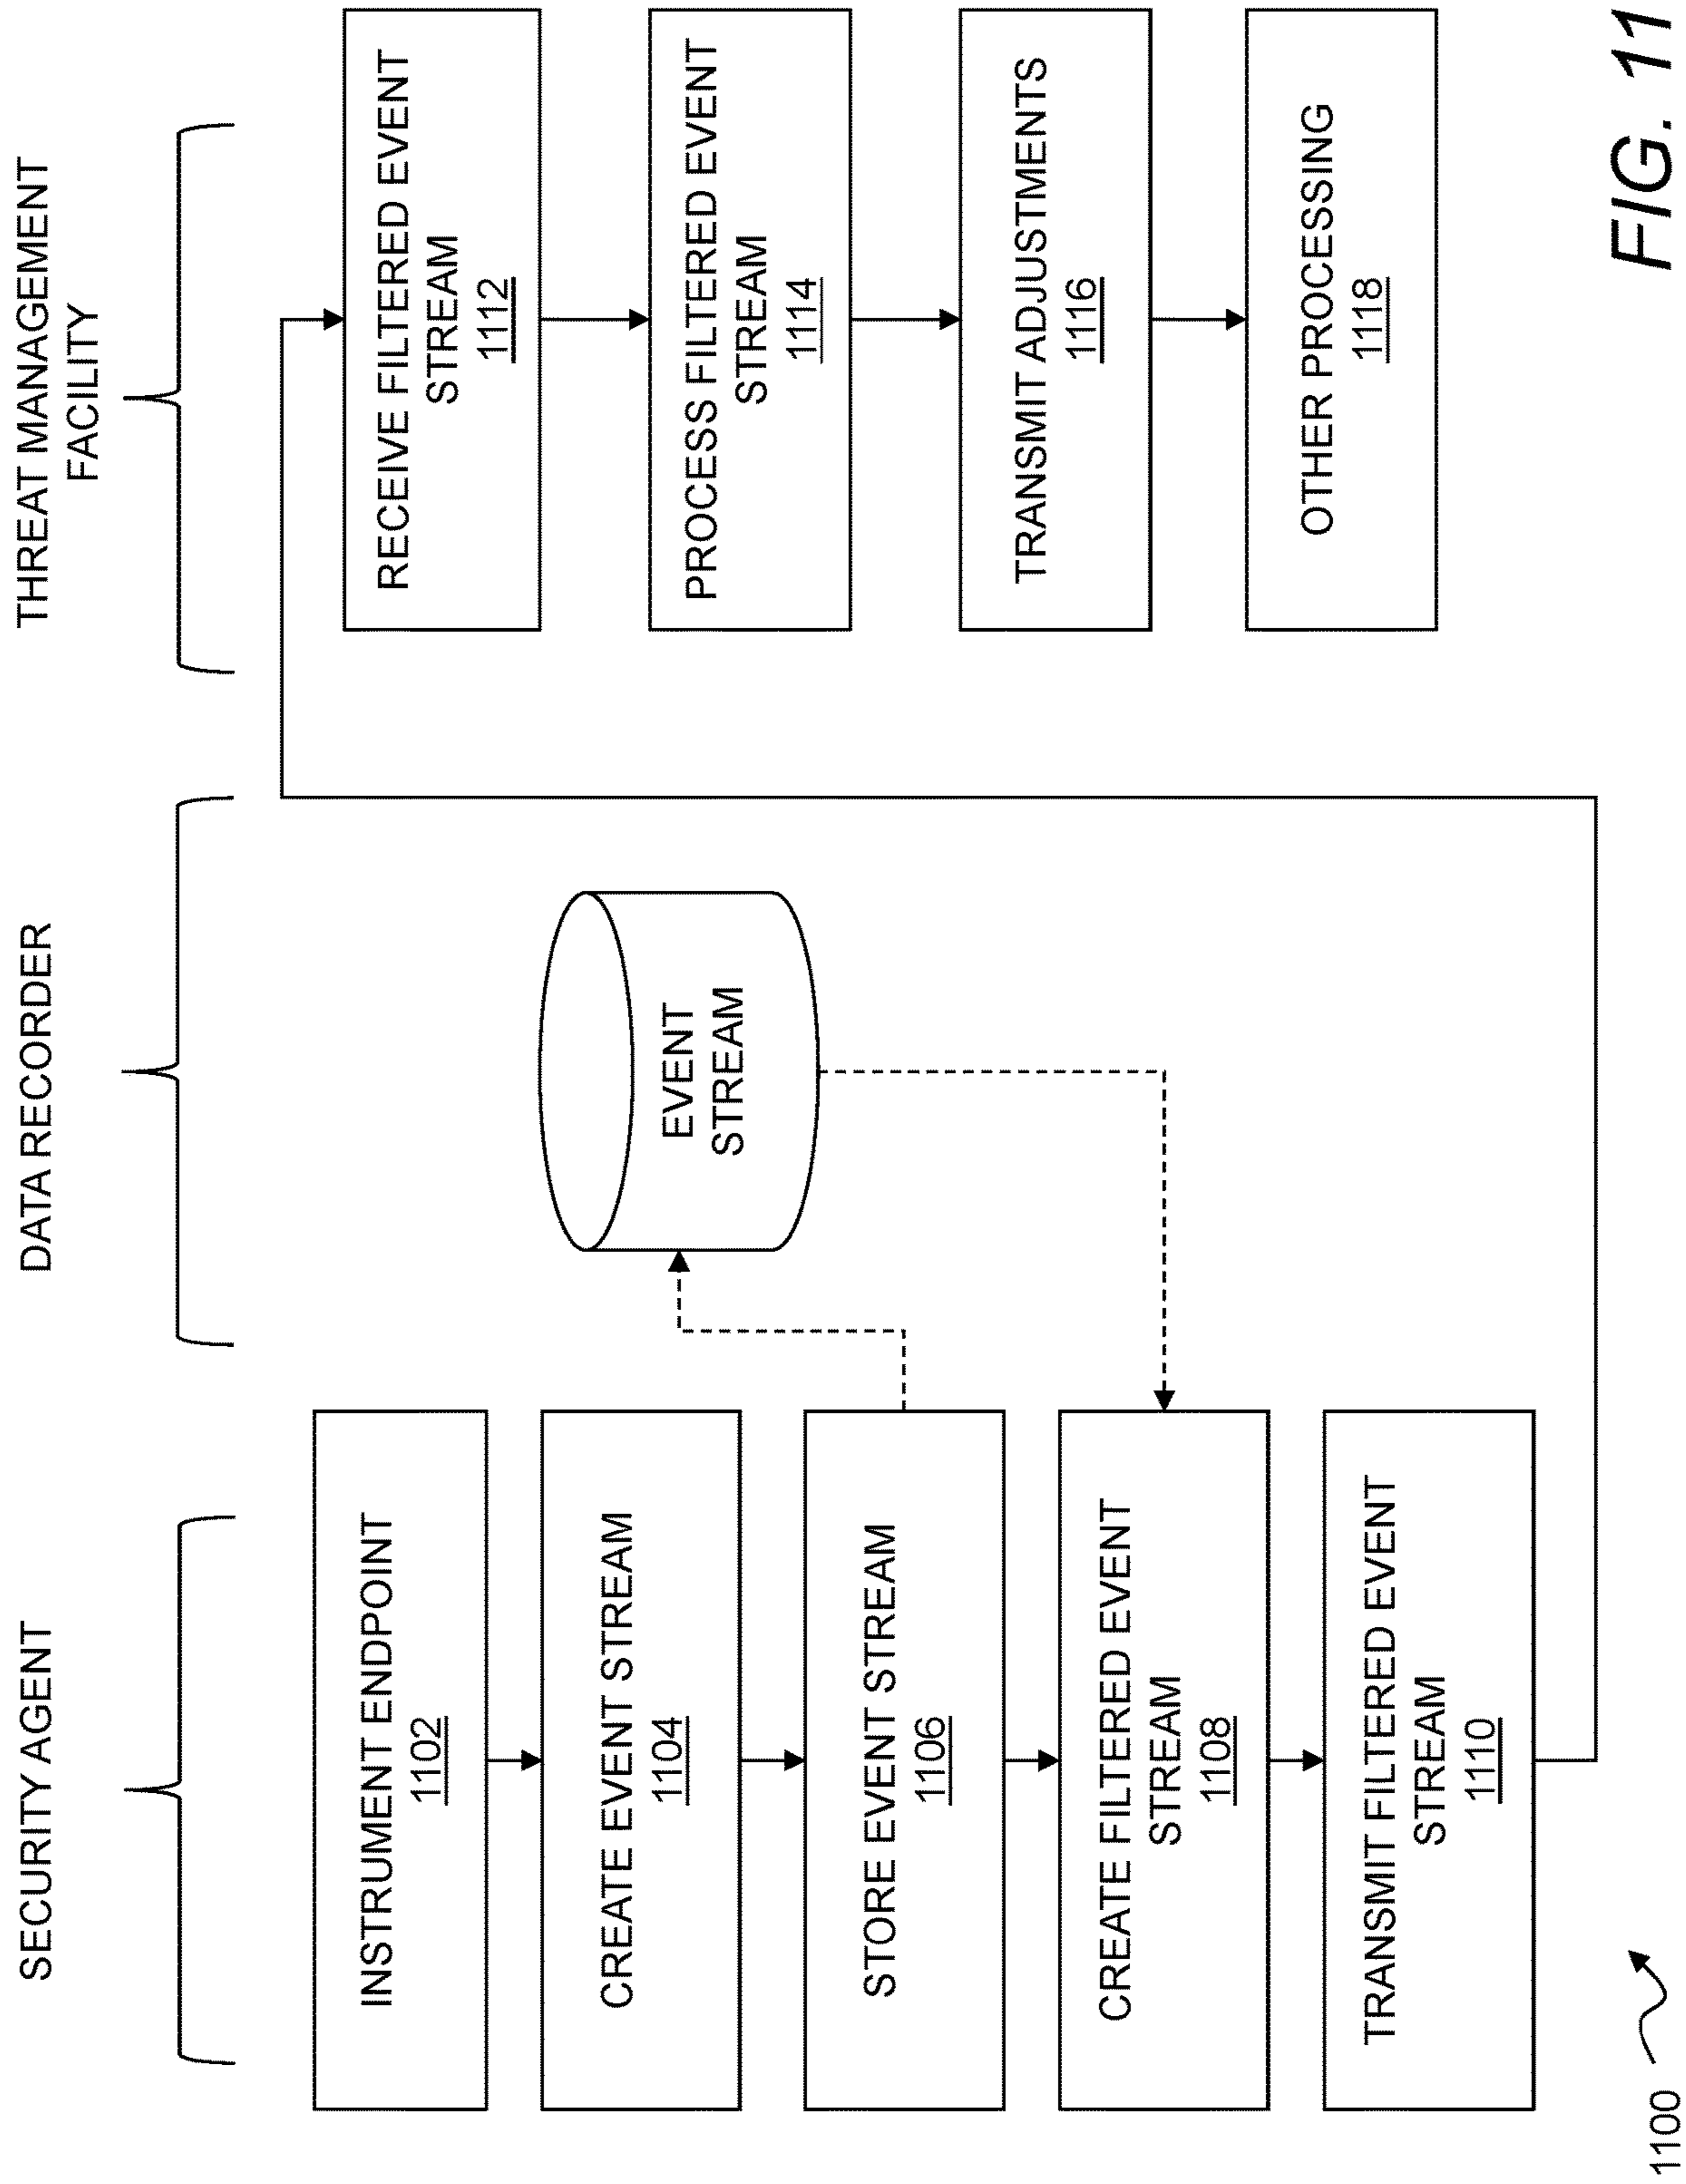 SECURITY AGENT
INSTRUMENT ENDPOINT
1102
CREATE EVENT STREAM
1104
STORE EVENT STREAM
1106
CREATE FILTERED EVENT
STREAM
1108
TRANSMIT FILTERED EVENT
STREAM
1110
DATA RECORDER
EVENT
STREAM
THREAT MANAGEMENT
FACILITY
RECEIVE FILTERED EVENT
STREAM
1112
PROCESS FILTERED EVENT
STREAM
1114
TRANSMIT ADJUSTMENTS
1116
OTHER PROCESSING
1118
1100
FIG. 11